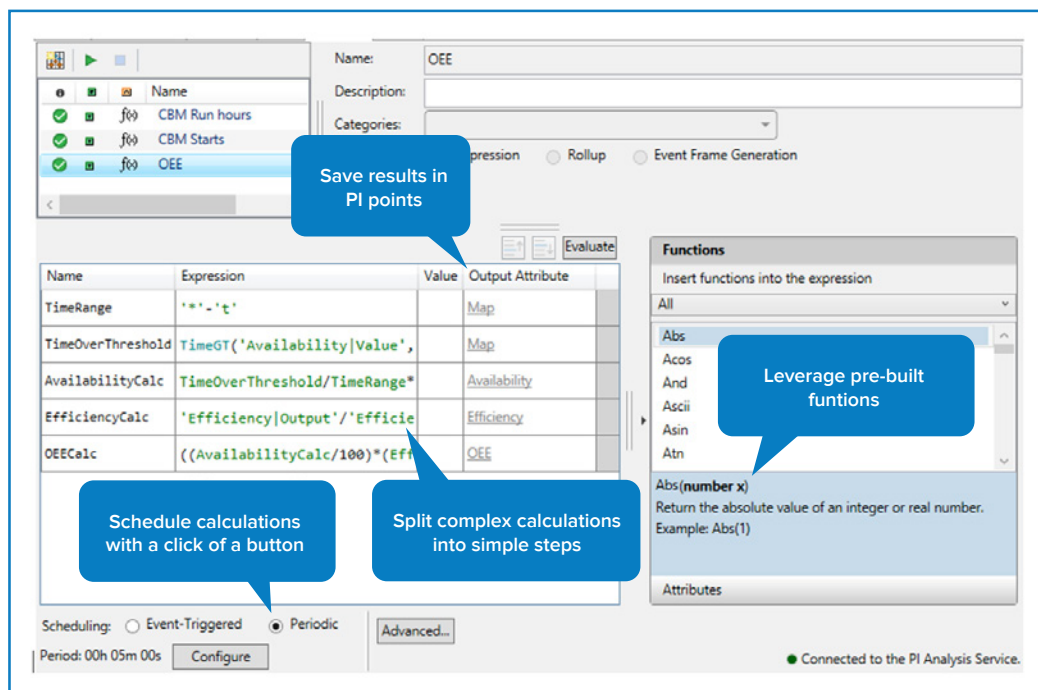 Name: OEE
Name
Description:
CBM Run hours
Categories:
f(x) CBM Starts
f(x) OEE
pression Rollup Event Frame Generation
Save results in
PI points
Evaluate
Name Expression Value Output Attribute
TimeRange '*'-'t' Map
TimeOverThreshold TimeGT('Availability|Value', Map
AvailabilityCalc TimeOverThreshold/TimeRange* Availability
EfficiencyCalc 'Efficiency|Output'/'Efficie Efficiency
OEECalc ((AvailabilityCalc/100)*(Eff OEE
Functions
Insert functions into the expression
All
Abs
Acos
And
Ascii
Asin
Atn
Leverage pre-built
funtions
Abs(number x)
Return the absolute value of an integer or real number.
Example: Abs(1)
Attributes
Schedule calculations
with a click of a button
Split complex calculations
into simple steps
Scheduling: Event-Triggered Periodic
Advanced...
Period: 00h 05m 00s Configure
Connected to the PI Analysis Service.